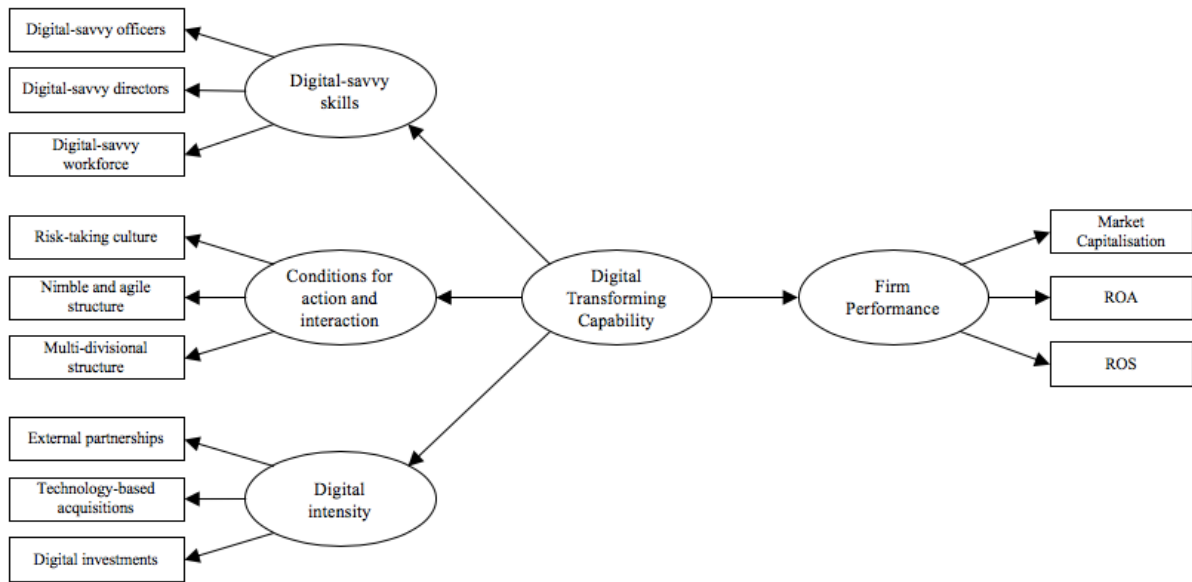 Digital-savvy officers
Digital-savvy directors
Digital-savvy
workforce
Digital-savvy
skills
Risk-taking culture
Nimble and agile
structure
Multi-divisional
structure
Conditions for
action and
interaction
External partnerships
Technology-based
acquisitions
Digital investments
Digital
intensity
Digital
Transforming
Capability
Firm
Performance
Market
Capitalisation
ROA
ROS